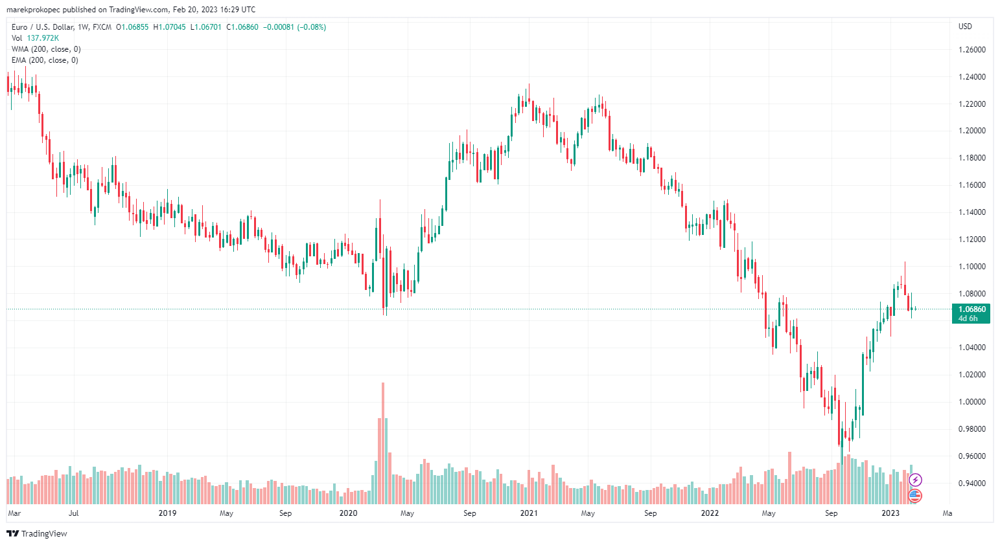 marekprokopec published on TradingView.com, Feb 20, 2023 16:29 UTC
Euro / U.S. Dollar, 1W, FXCM O1.06855 H1.07045 L1.06701 C1.06860 −0.00081 (−0.08%)
Vol 137.972K
WMA (200, close, 0)
EMA (200, close, 0)
USD
1.26000
1.24000
1.22000
1.20000
1.18000
1.16000
1.14000
1.12000
1.10000
1.08000
1.06860
4d 6h
1.04000
1.02000
1.00000
0.98000
0.96000
0.94000
Mar Jul 2019 May Sep 2020 May Sep 2021 May Sep 2022 May Sep 2023 Ma
TradingView